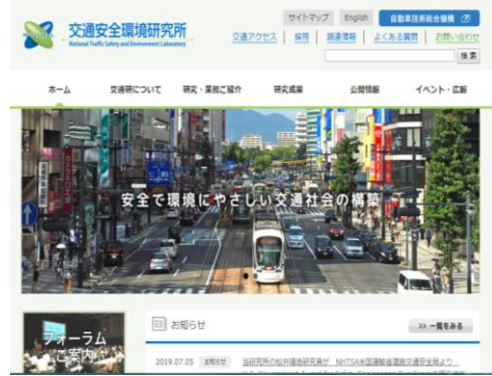 サイトマップ English 自動車技術総合機構
交通安全環境研究所
National Traffic Safety and Environment Laboratory
交通アクセス 採用 調達情報 よくある質問 お問い合わせ
検索
ホーム 交通研について 研究・業務ご紹介 研究成果 公開情報 イベント・広報
安全で環境にやさしい交通社会の構築
フォーラム
ご案内
お知らせ
>> 一覧をみる
2019.07.05 お知らせ 当研究所の松井靖浩研究員が NHTSA米国運輸省道路交通安全局より